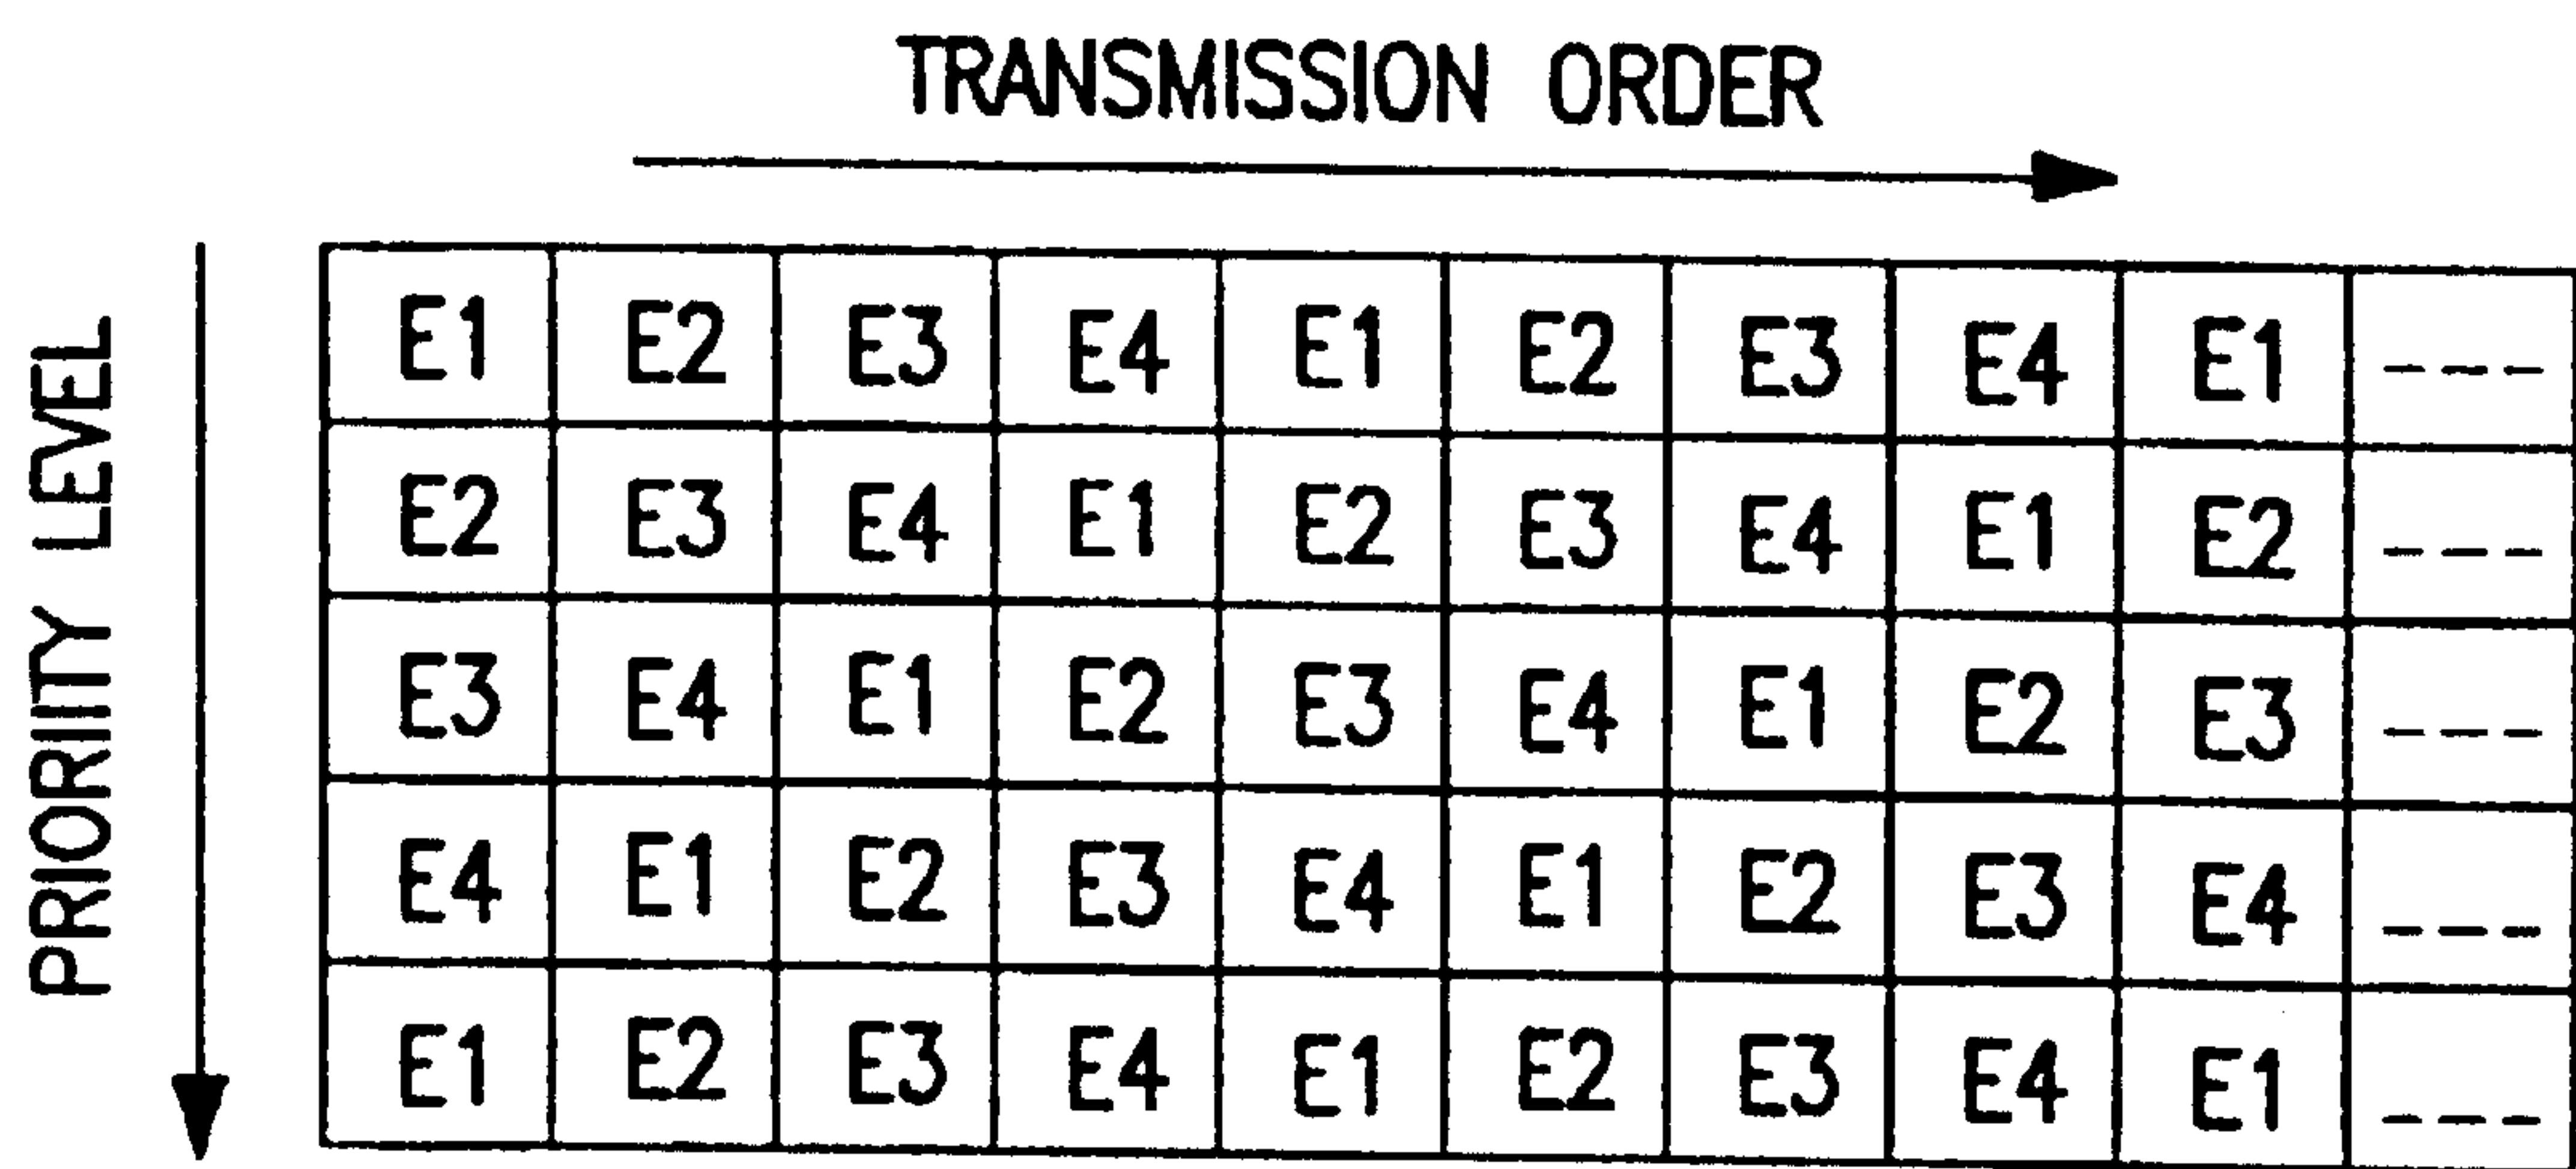 TRANSMISSION ORDER
PRIORITY LEVEL
E1 E2 E3 E4 E1 E2 E3 E4 E1 ---
E2 E3 E4 E1 E2 E3 E4 E1 E2 ---
E3 E4 E1 E2 E3 E4 E1 E2 E3 ---
E4 E1 E2 E3 E4 E1 E2 E3 E4 ---
E1 E2 E3 E4 E1 E2 E3 E4 E1 ---